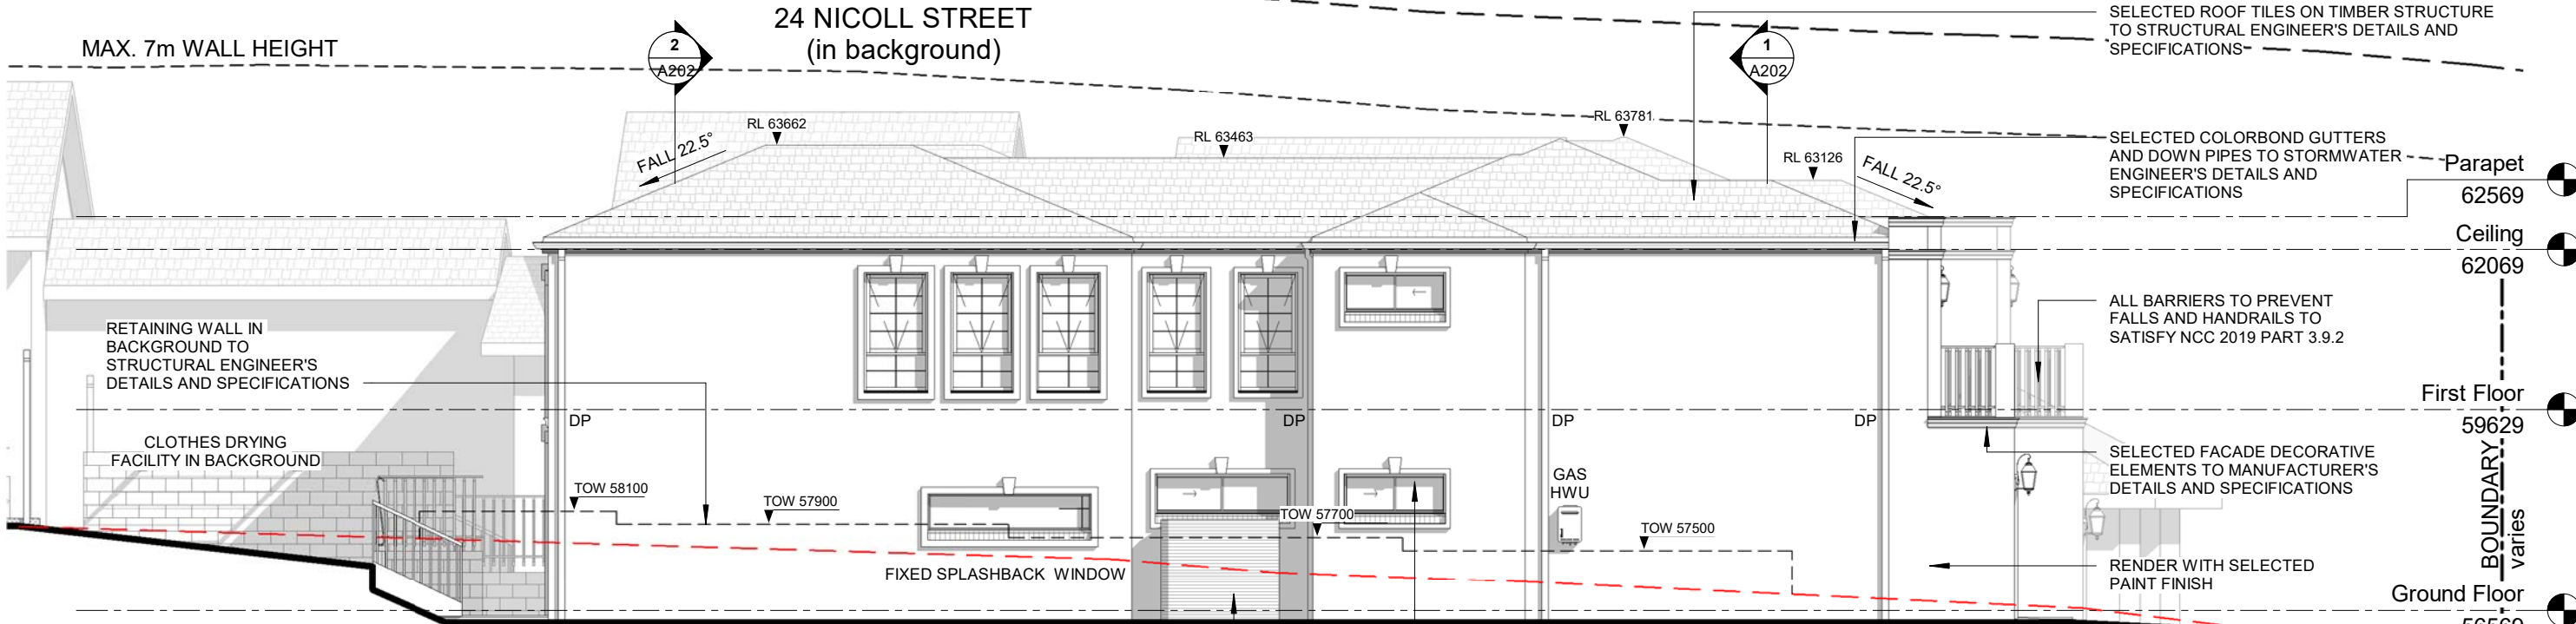 24 NICOLL STREET
(in background)
MAX. 7m WALL HEIGHT
2
A202
1
A202
SELECTED ROOF TILES ON TIMBER STRUCTURE
TO STRUCTURAL ENGINEER'S DETAILS AND
SPECIFICATIONS
RL 63662
RL 63463
RL 63781
RL 63126
FALL 22.5°
FALL 22.5°
SELECTED COLORBOND GUTTERS
AND DOWN PIPES TO STORMWATER
ENGINEER'S DETAILS AND
SPECIFICATIONS
Parapet
62569
Ceiling
62069
ALL BARRIERS TO PREVENT
FALLS AND HANDRAILS TO
SATISFY NCC 2019 PART 3.9.2
RETAINING WALL IN
BACKGROUND TO
STRUCTURAL ENGINEER'S
DETAILS AND SPECIFICATIONS
First Floor
59629
DP
DP
DP
DP
CLOTHES DRYING
FACILITY IN BACKGROUND
SELECTED FACADE DECORATIVE
ELEMENTS TO MANUFACTURER'S
DETAILS AND SPECIFICATIONS
GAS
HWU
TOW 58100
TOW 57900
TOW 57700
TOW 57500
BOUNDARY
varies
FIXED SPLASHBACK WINDOW
RENDER WITH SELECTED
PAINT FINISH
Ground Floor
56569